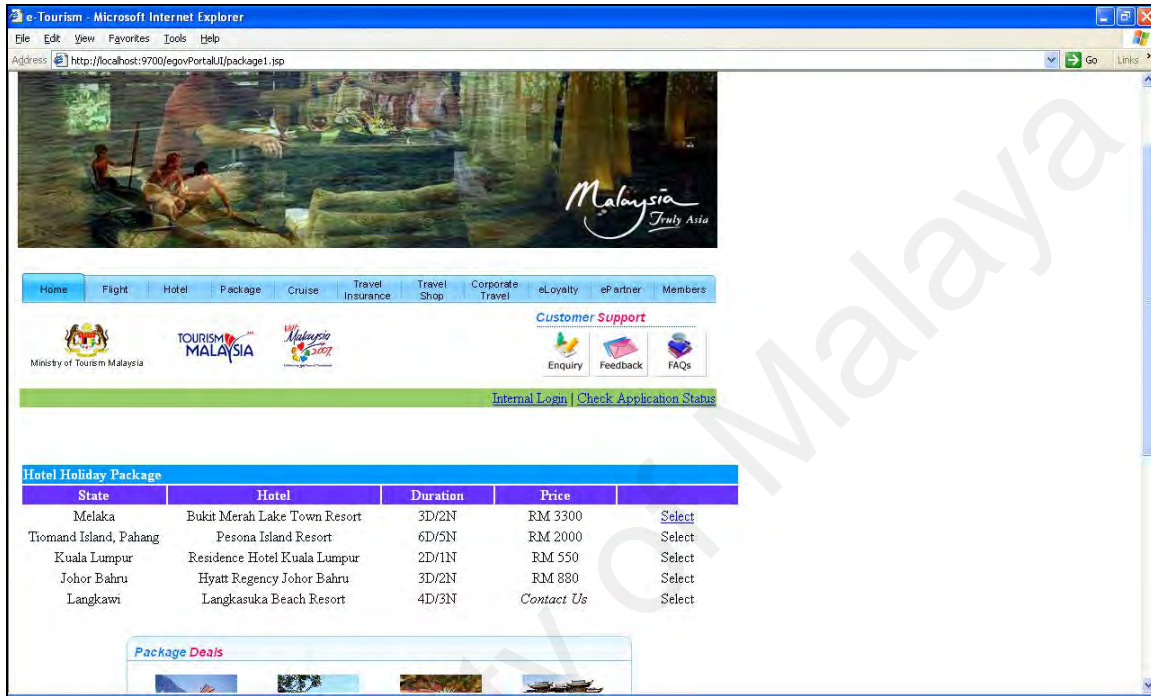 e-Tourism - Microsoft Internet Explorer
File Edit View Favorites Tools Help
Address http://localhost:9700/egovPortalUI/package1.jsp Go Links
Malaysia
Truly Asia
Home Flight Hotel Package Cruise Travel Insurance Travel Shop Corporate Travel eLoyalty ePartner Members
Customer Support
Ministry of Tourism Malaysia
TOURISM MALAYSIA
Visit Malaysia 2007
Enquiry Feedback FAQs
Internal Login | Check Application Status
Hotel Holiday Package
State Hotel Duration Price
Melaka Bukit Merah Lake Town Resort 3D/2N RM 3300 Select
Tiomand Island, Pahang Pesona Island Resort 6D/5N RM 2000 Select
Kuala Lumpur Residence Hotel Kuala Lumpur 2D/1N RM 550 Select
Johor Bahru Hyatt Regency Johor Bahru 3D/2N RM 880 Select
Langkawi Langkasuka Beach Resort 4D/3N Contact Us Select
Package Deals
ty of Malaya